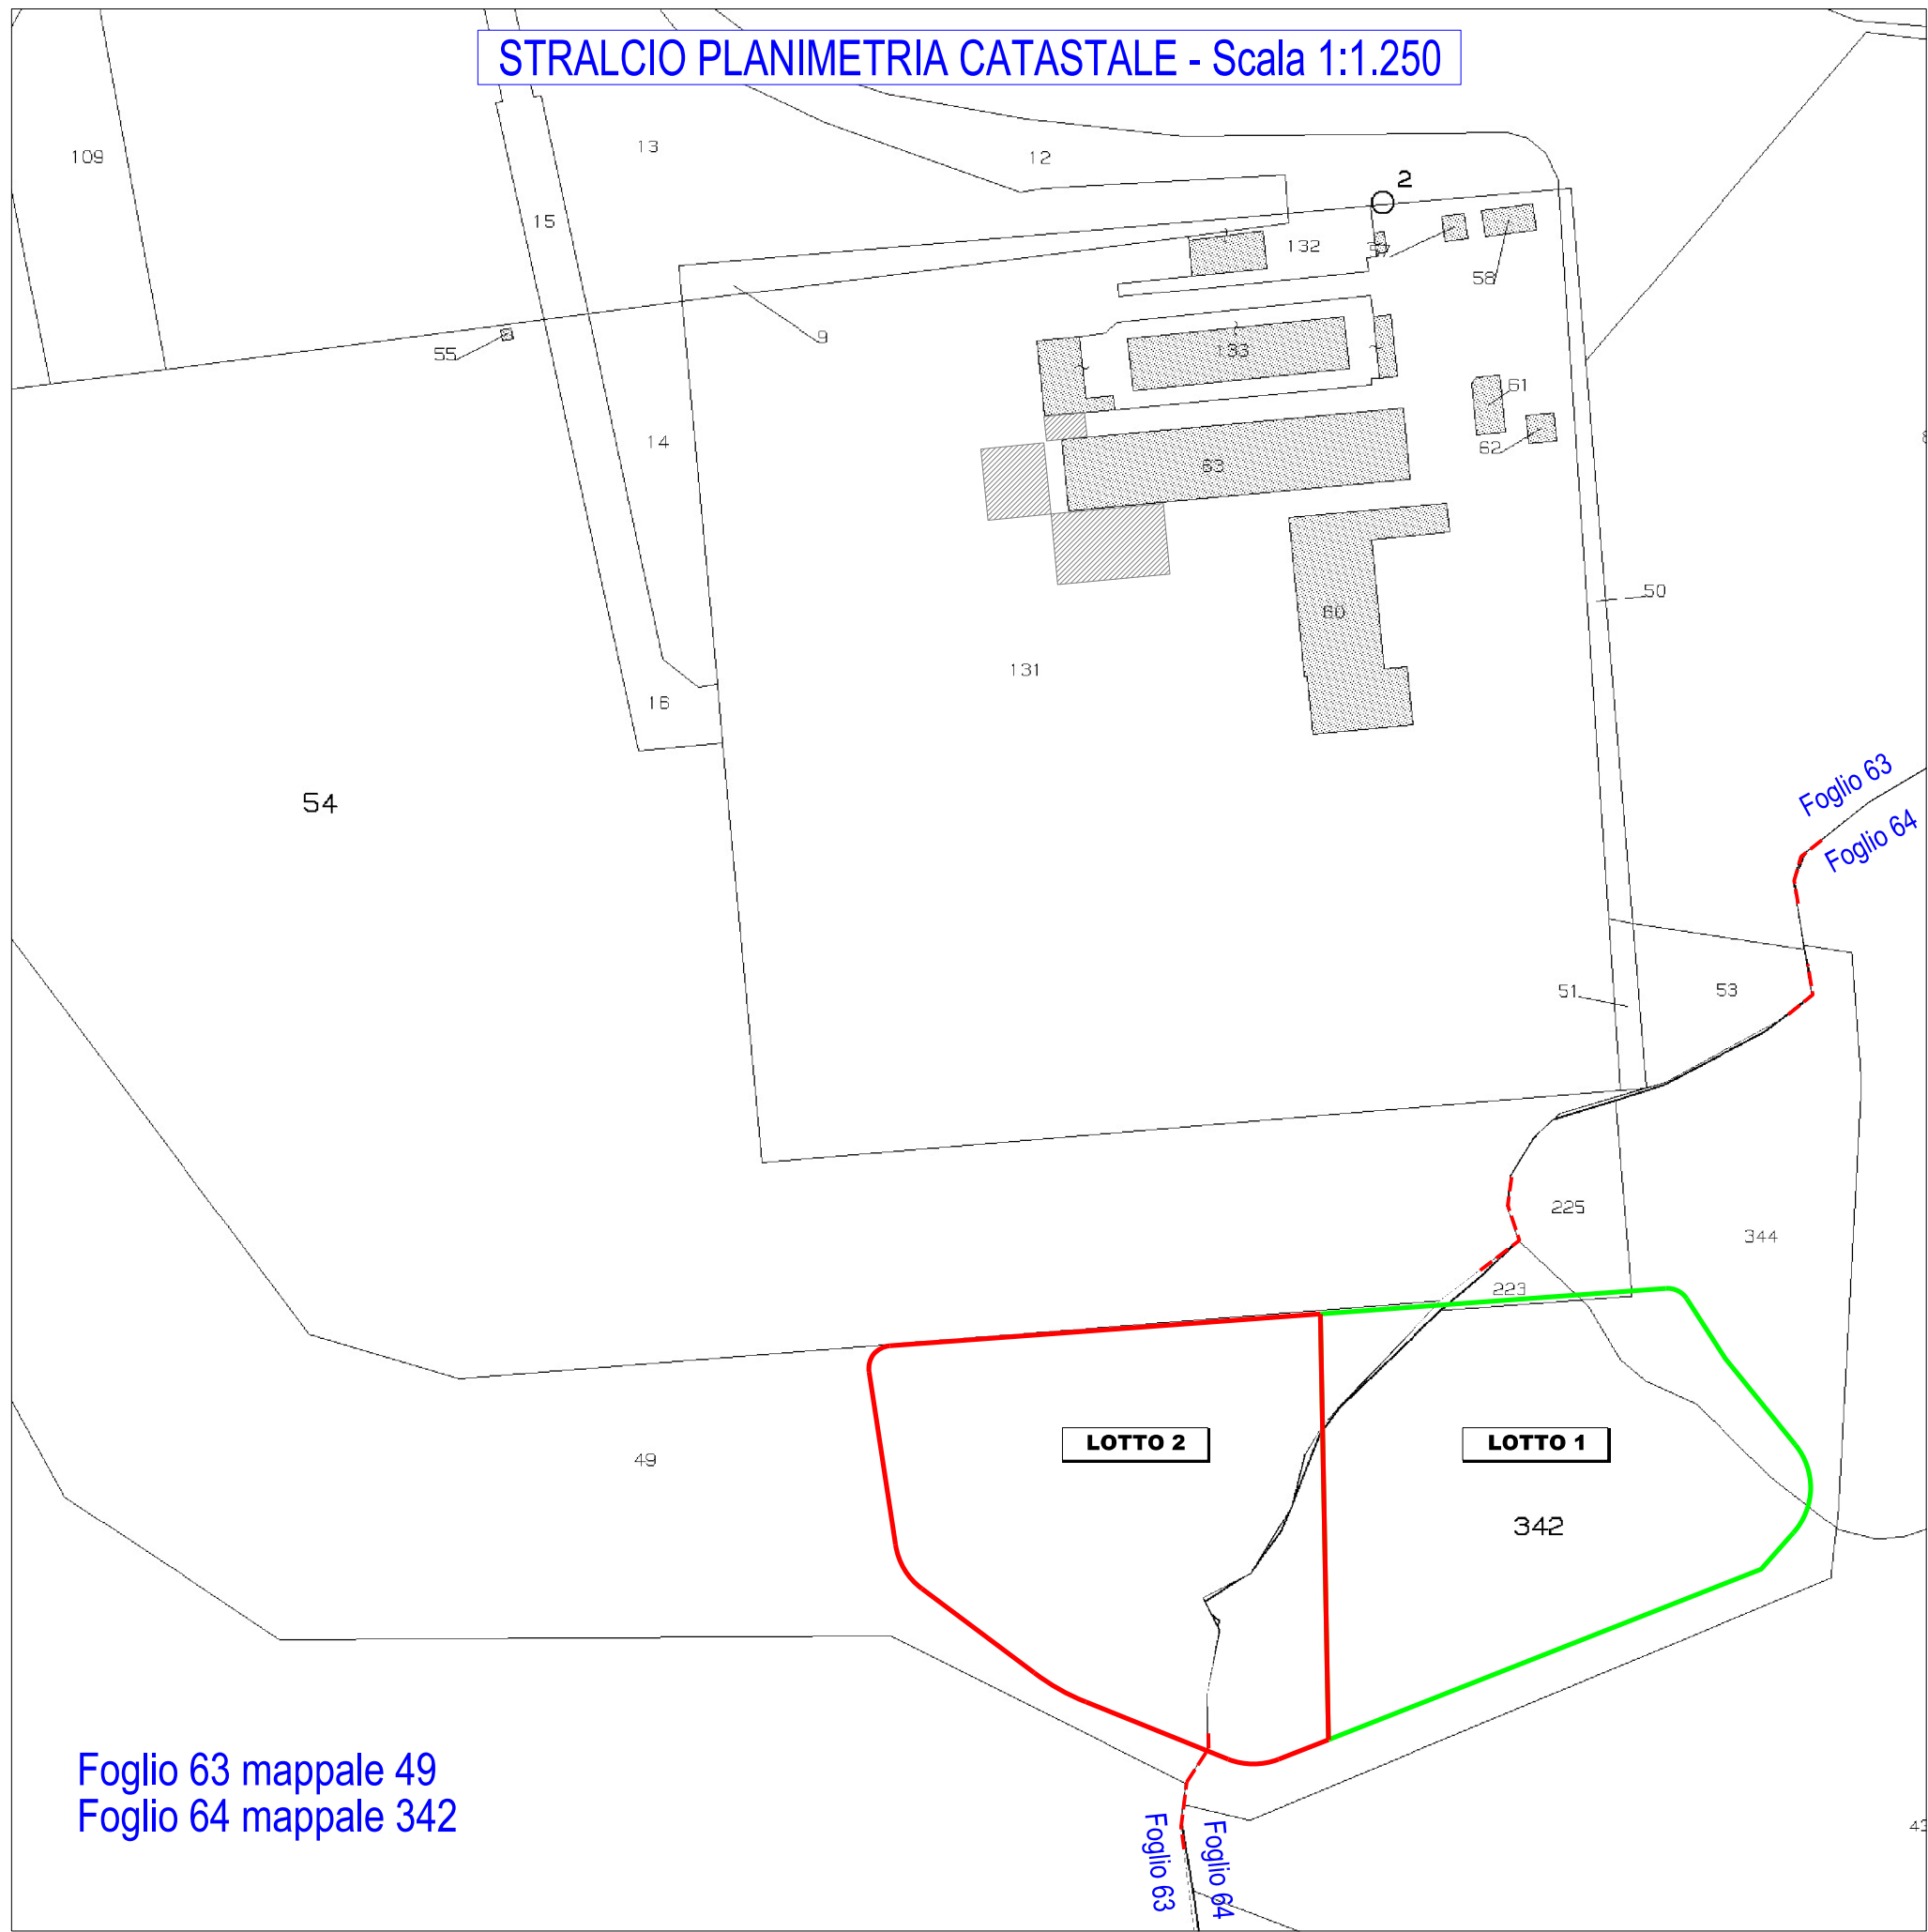 STRALCIO PLANIMETRIA CATASTALE - Scala 1:1.250
109
13
12
2
15
132
58
9
55
133
61
14
62
63
50
60
131
16
54
Foglio 63
Foglio 64
51
53
225
344
223
LOTTO 2
LOTTO 1
49
342
Foglio 63 mappale 49
Foglio 64 mappale 342
Foglio 63
Foglio 64